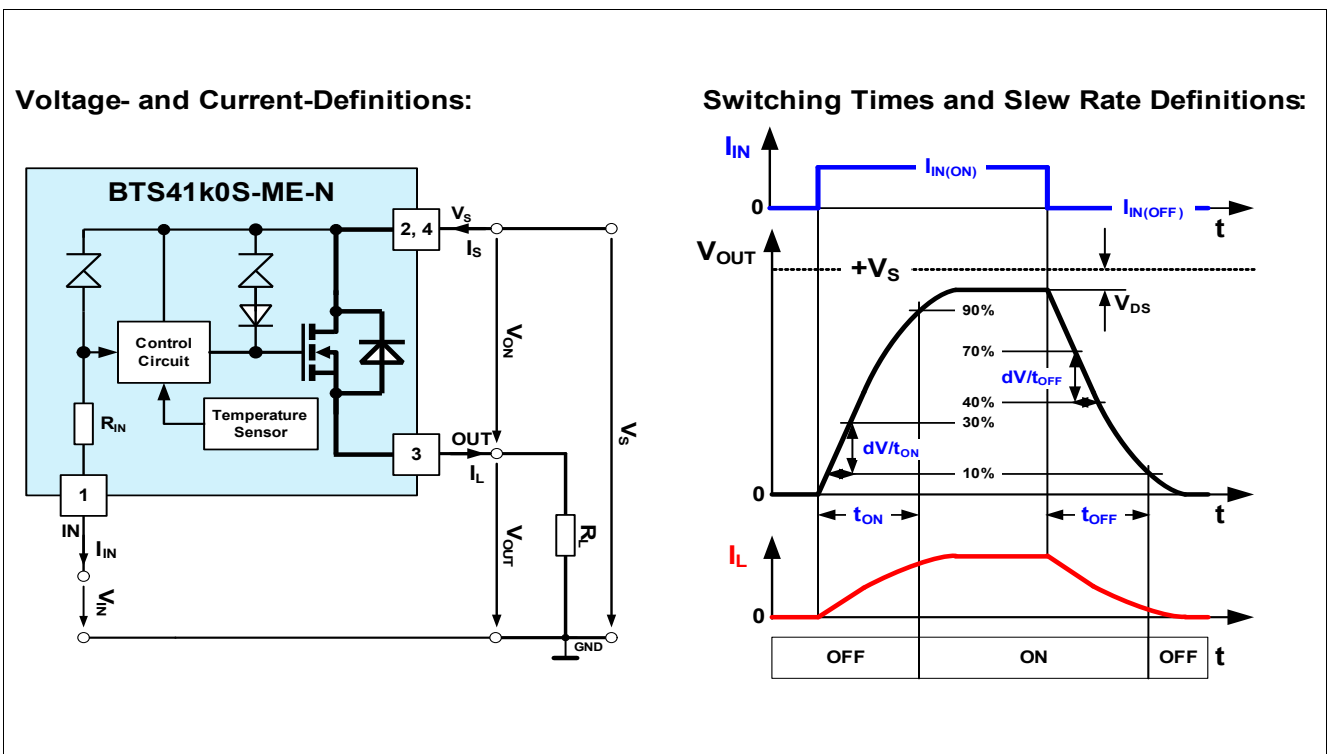 Voltage- and Current-Definitions:
BTS41k0S-ME-N
VS
2, 4
IS
Control
Circuit
Temperature
Sensor
RIN
VON
VS
OUT
3
IL
1
IN
IIN
VIN
VOUT
RL
GND
Switching Times and Slew Rate Definitions:
IIN
IIN(ON)
0
IIN(OFF)
t
VOUT
+VS
VDS
90%
70%
dV/tOFF
40%
30%
dV/tON
10%
0
t
tON
tOFF
IL
0
OFF
ON
OFF
t